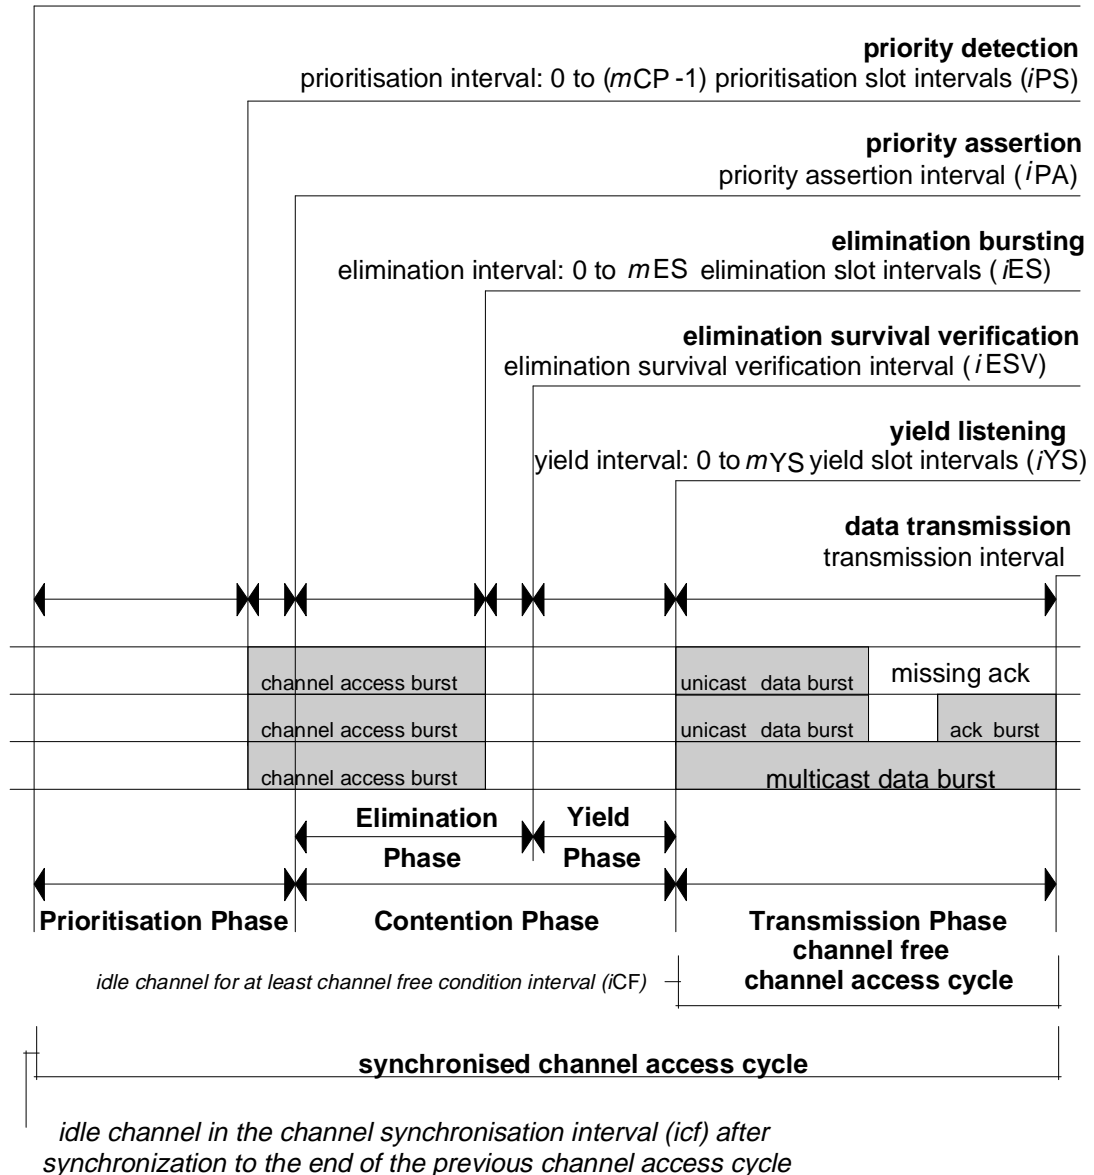 priority detection
prioritisation interval: 0 to (mCP -1) prioritisation slot intervals (iPS)
priority assertion
priority assertion interval (iPA)
elimination bursting
elimination interval: 0 to mES elimination slot intervals (iES)
elimination survival verification
elimination survival verification interval (iESV)
yield listening
yield interval: 0 to mYS yield slot intervals (iYS)
data transmission
transmission interval
channel access burst
unicast data burst
missing ack
channel access burst
unicast data burst
ack burst
channel access burst
multicast data burst
Elimination
Phase
Yield
Phase
Prioritisation Phase
Contention Phase
Transmission Phase
channel free
channel access cycle
idle channel for at least channel free condition interval (iCF)
synchronised channel access cycle
idle channel in the channel synchronisation interval (icf) after
synchronization to the end of the previous channel access cycle